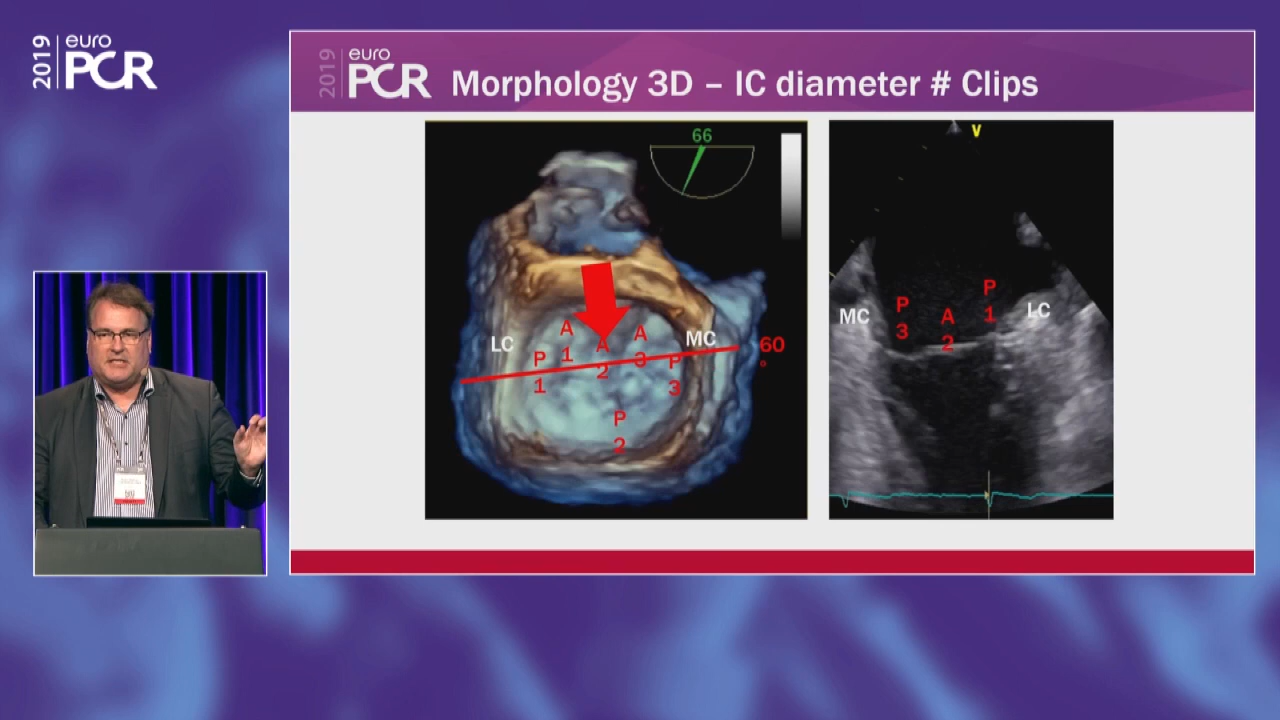 2019 euro PCR
2019 euro PCR Morphology 3D – IC diameter # Clips
66
LC
A
1
A
2
A
3
MC
60
°
P
1
P
3
P
2
V
MC
P
3
A
2
P
1
LC